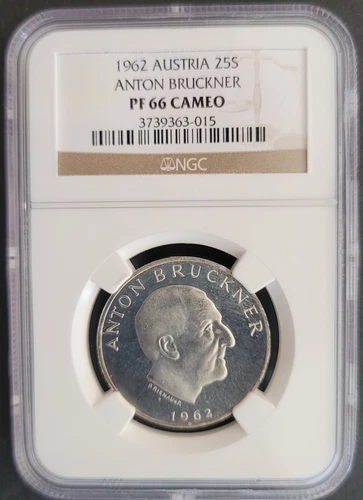 1962 AUSTRIA 25S
ANTON BRUCKNER
PF 66 CAMEO
3739363-015
NGC
ANTON BRUCKNER
1962